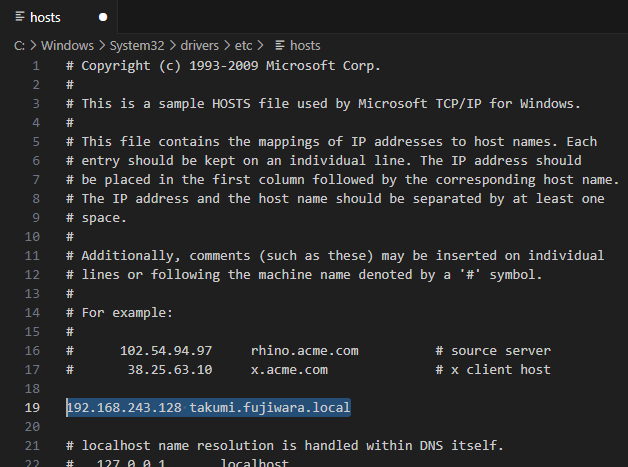 hosts
C: > Windows > System32 > drivers > etc > hosts
1 # Copyright (c) 1993-2009 Microsoft Corp.
2 #
3 # This is a sample HOSTS file used by Microsoft TCP/IP for Windows.
4 #
5 # This file contains the mappings of IP addresses to host names. Each
6 # entry should be kept on an individual line. The IP address should
7 # be placed in the first column followed by the corresponding host name.
8 # The IP address and the host name should be separated by at least one
9 # space.
10 #
11 # Additionally, comments (such as these) may be inserted on individual
12 # lines or following the machine name denoted by a '#' symbol.
13 #
14 # For example:
15 #
16 #      102.54.94.97     rhino.acme.com          # source server
17 #       38.25.63.10     x.acme.com              # x client host
18
19 192.168.243.128 takumi.fujiwara.local
20
21 # localhost name resolution is handled within DNS itself.
22 #   127.0.0.1       localhost